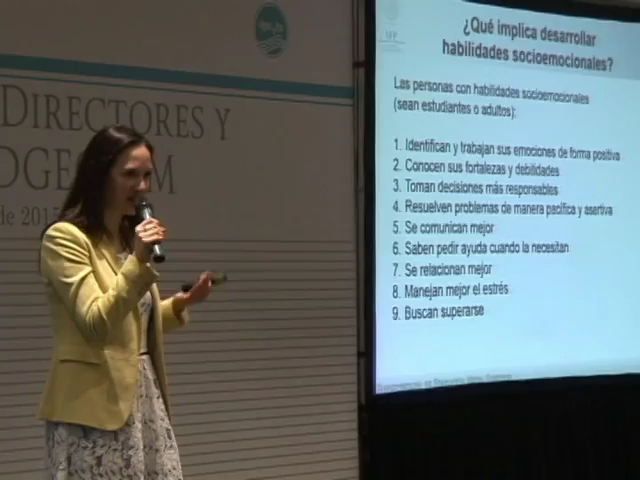 DIRECTORES Y
DGE
M
de 201
¿Qué implica desarrollar
habilidades socioemocionales?
Las personas con habilidades socioemocionales
(sean estudiantes o adultos):
1. Identifican y trabajan sus emociones de forma positiva
2. Conocen sus fortalezas y debilidades
3. Toman decisiones más responsables
4. Resuelven problemas de manera pacífica y asertiva
5. Se comunican mejor
6. Saben pedir ayuda cuando la necesitan
7. Se relacionan mejor
8. Manejan mejor el estrés
9. Buscan superarse